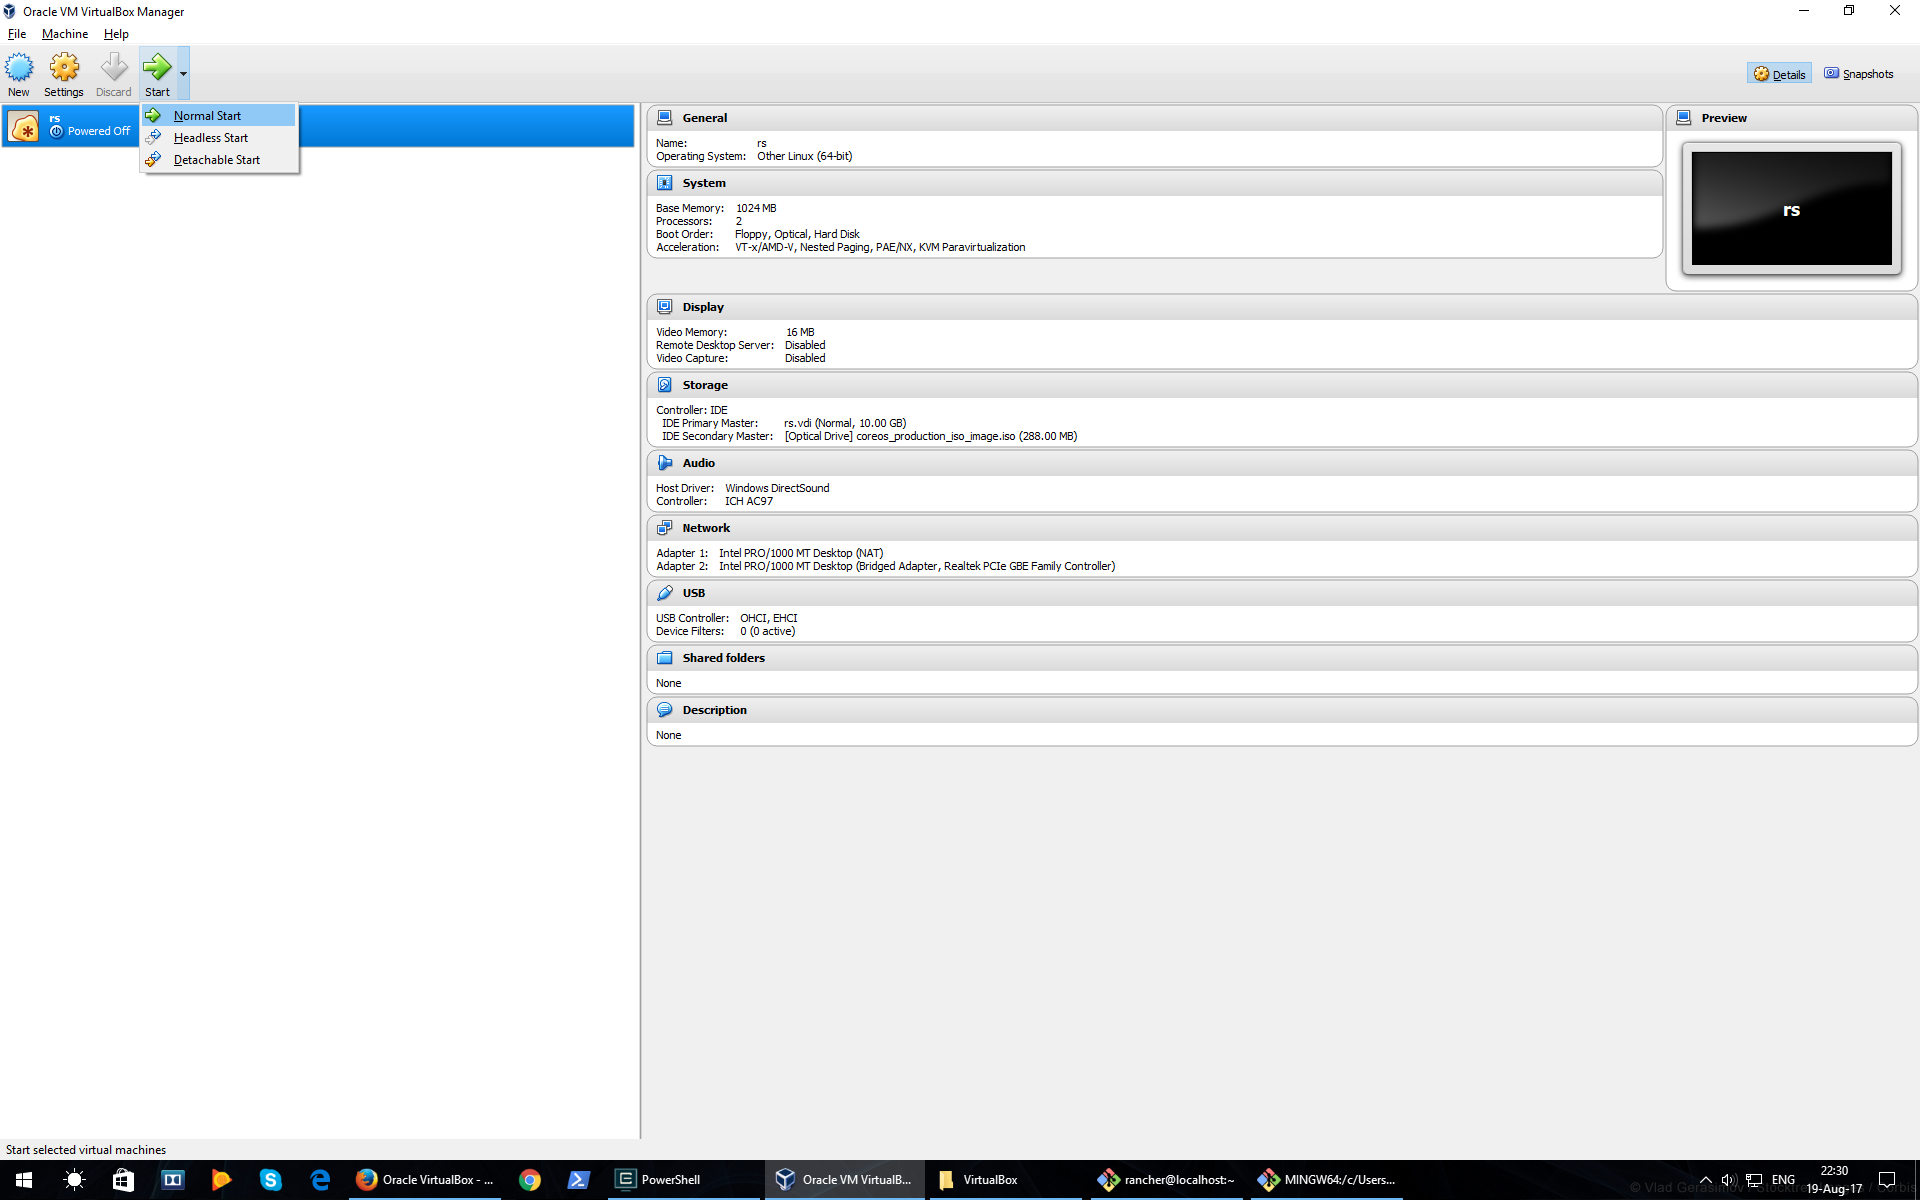 Oracle VM VirtualBox Manager
File Machine Help
New Settings Discard Start
Details Snapshots
rs
Powered Off
Normal Start
Headless Start
Detachable Start
General
Name: rs
Operating System: Other Linux (64-bit)
System
Base Memory: 1024 MB
Processors: 2
Boot Order: Floppy, Optical, Hard Disk
Acceleration: VT-x/AMD-V, Nested Paging, PAE/NX, KVM Paravirtualization
Preview
rs
Display
Video Memory: 16 MB
Remote Desktop Server: Disabled
Video Capture: Disabled
Storage
Controller: IDE
IDE Primary Master: rs.vdi (Normal, 10.00 GB)
IDE Secondary Master: [Optical Drive] coreos_production_iso_image.iso (288.00 MB)
Audio
Host Driver: Windows DirectSound
Controller: ICH AC97
Network
Adapter 1: Intel PRO/1000 MT Desktop (NAT)
Adapter 2: Intel PRO/1000 MT Desktop (Bridged Adapter, Realtek PCIe GBE Family Controller)
USB
USB Controller: OHCI, EHCI
Device Filters: 0 (0 active)
Shared folders
None
Description
None
Start selected virtual machines
Oracle VirtualBox - ... PowerShell Oracle VM VirtualB... VirtualBox rancher@localhost:~ MINGW64:/c/Users... ENG
22:30
19-Aug-17
© Vlad Gerasimov